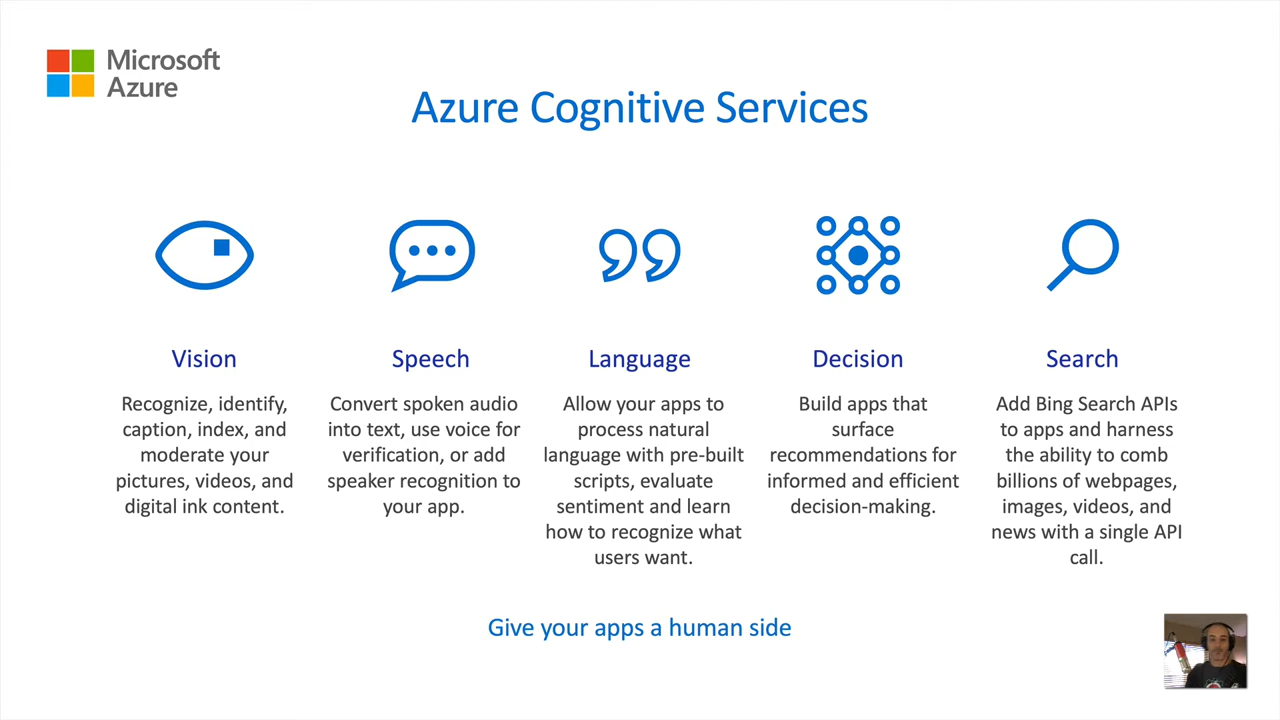 Microsoft
Azure
Azure Cognitive Services
Vision
Recognize, identify,
caption, index, and
moderate your
pictures, videos, and
digital ink content.
Speech
Convert spoken audio
into text, use voice for
verification, or add
speaker recognition to
your app.
Language
Allow your apps to
process natural
language with pre-built
scripts, evaluate
sentiment and learn
how to recognize what
users want.
Decision
Build apps that
surface
recommendations for
informed and efficient
decision-making.
Search
Add Bing Search APIs
to apps and harness
the ability to comb
billions of webpages,
images, videos, and
news with a single API
call.
Give your apps a human side